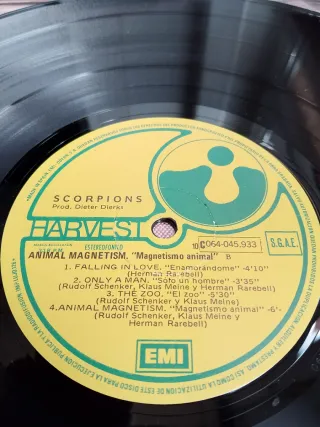 SCORPIONS
Prod. Dieter Dierks
HARVEST
ESTEREOFONICO
10C064-045.933
S.G.A.E.
ANIMAL MAGNETISM. "Magnetismo animal" B
1. FALLING IN LOVE. "Enamorándome" -4'10"
(Herman Rarebell)
2. ONLY A MAN. "Sofo un hombre" -3'35"
(Rudolf Schenker, Klaus Meine y Herman Rarebell)
3. THE ZOO. "El zoo" -5'30"
(Rudolf Schenker y Klaus Meine)
4. ANIMAL MAGNETISM. "Magnetismo animal" -6'-
(Rudolf Schenker, Klaus Meine y
Herman Rarebell)
EMI